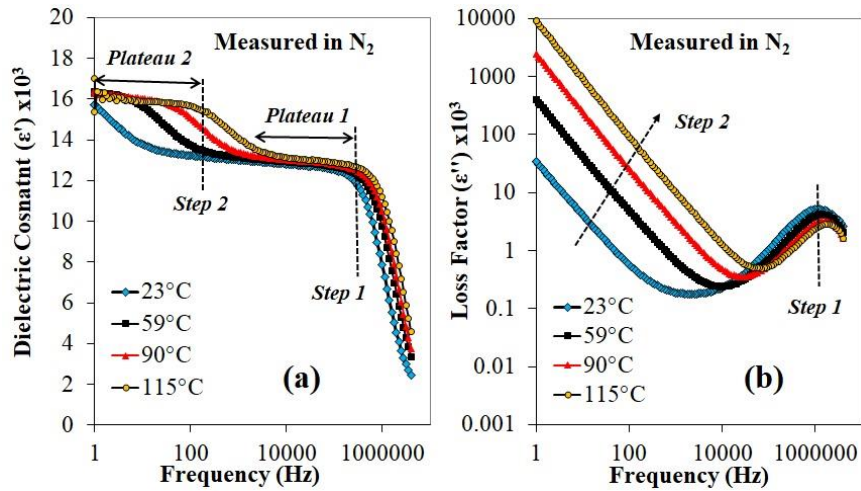 Measured in N2
Plateau 2
Plateau 1
Step 2
Step 1
23°C
59°C
90°C
115°C
(a)
Dielectric Cosnatnt (ε') x10³
20
18
16
14
12
10
8
6
4
2
0
1
100
10000
1000000
Frequency (Hz)
Measured in N2
Step 2
Step 1
23°C
59°C
90°C
115°C
(b)
Loss Factor (ε'') x10³
10000
1000
100
10
1
0.1
0.01
0.001
1
100
10000
1000000
Frequency (Hz)